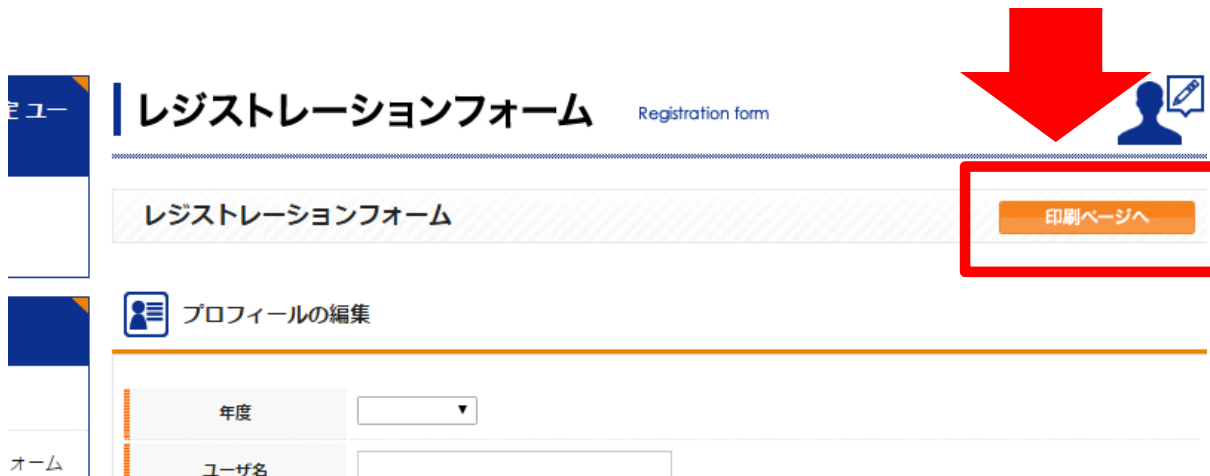 ユー
レジストレーションフォーム Registration form
レジストレーションフォーム
印刷ページへ
プロフィールの編集
年度
ユーザ名
ォーム